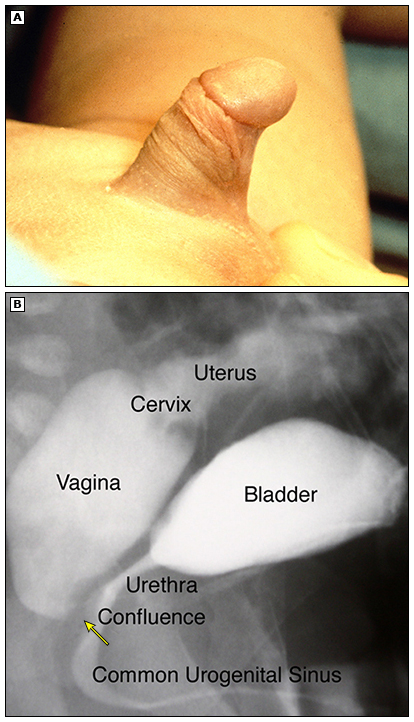 A
B
Uterus
Cervix
Vagina
Bladder
Urethra
Confluence
Common Urogenital Sinus